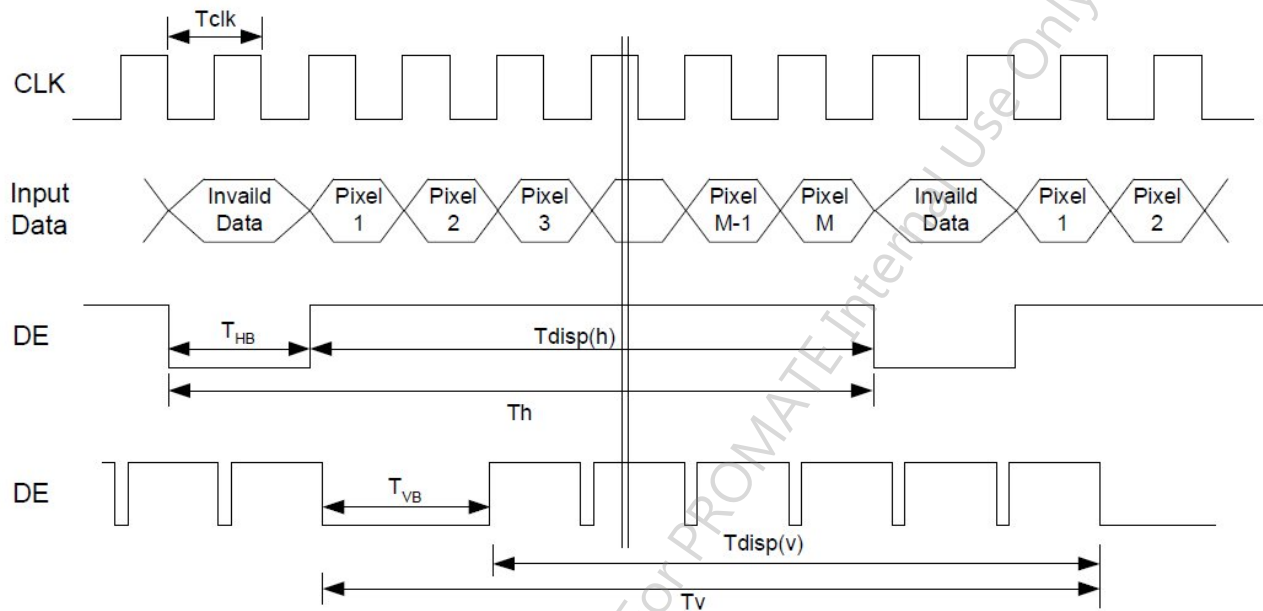 Tclk
CLK
Input
Data
Invaild
Data
Pixel
1
Pixel
2
Pixel
3
Pixel
M-1
Pixel
M
Invaild
Data
Pixel
1
Pixel
2
DE
THB
Tdisp(h)
Th
DE
TVB
Tdisp(v)
Tv
For PROMATE Internal Use Only